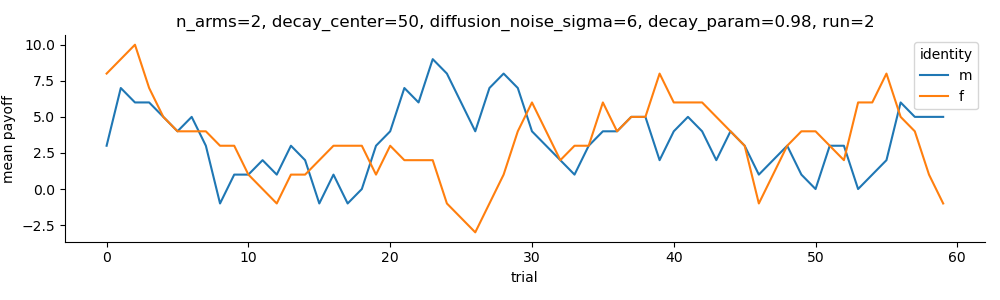 n_arms=2, decay_center=50, diffusion_noise_sigma=6, decay_param=0.98, run=2
mean payoff
10.0
7.5
5.0
2.5
0.0
−2.5
identity
m
f
0
10
20
30
40
50
60
trial